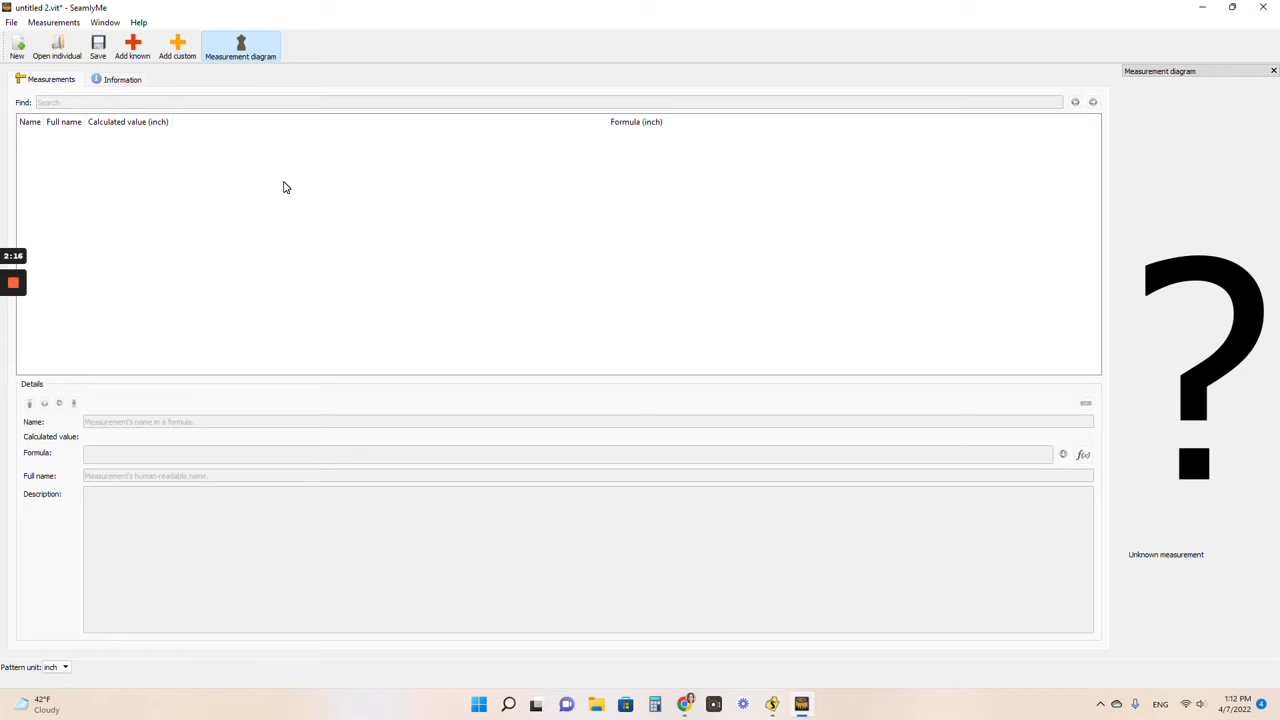 untitled 2.vit* - SeamlyMe
File Measurements Window Help
New Open individual Save Add known Add custom Measurement diagram
Measurements Information
Measurement diagram
Find: Search
Name Full name Calculated value (inch) Formula (inch)
2:16
Details
Name: Measurement's name in a formula.
Calculated value:
Formula: f(x)
Full name: Measurement's human-readable name.
Description:
?
Unknown measurement
Pattern unit: inch
42°F
Cloudy
ENG
1:12 PM
4/7/2022
4